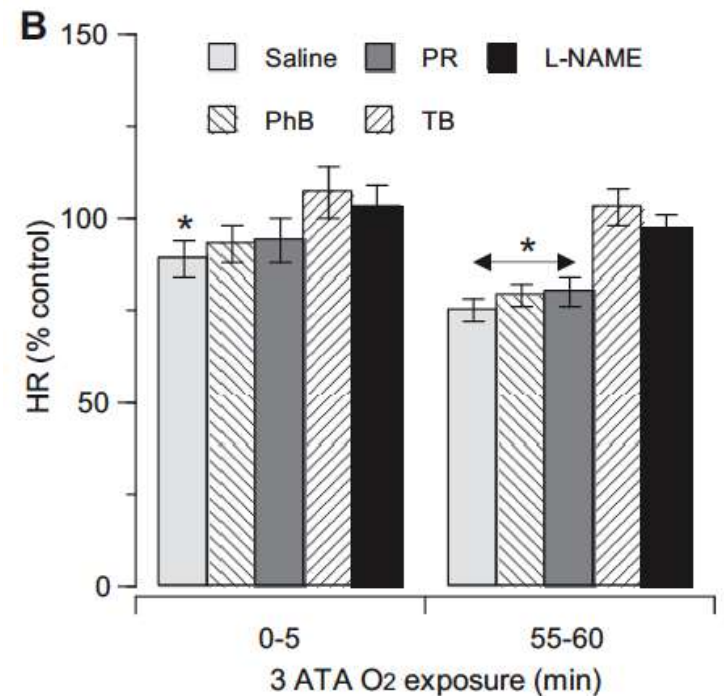 B
150
Saline PR L-NAME
PhB TB
100
* *
50
0
HR (% control)
0-5 55-60
3 ATA O2 exposure (min)